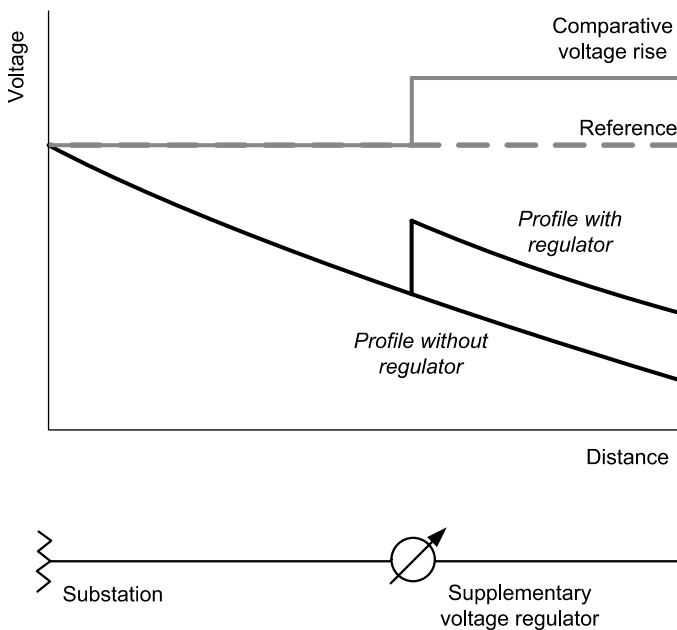 Comparative
voltage rise
Voltage
Reference
Profile with
regulator
Profile without
regulator
Distance
Substation
Supplementary
voltage regulator